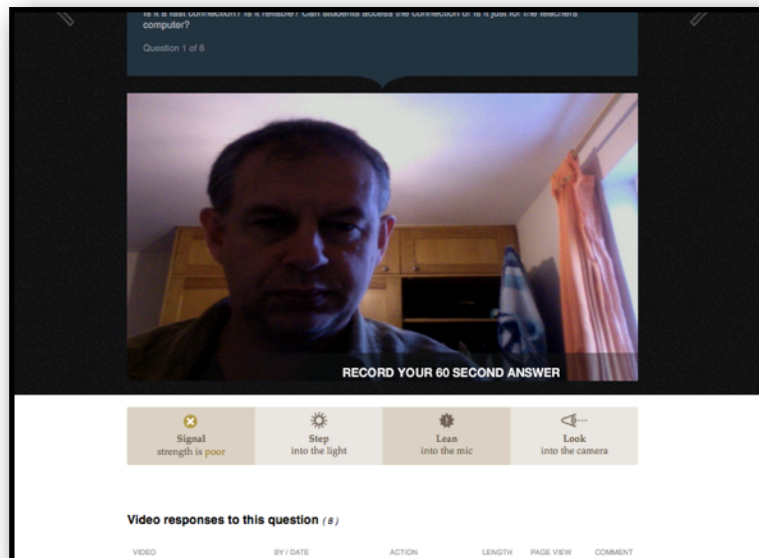 Is it a fast connection? Is it reliable? Can students access the connection or is it just for the teachers
computer?
Question 1 of 6
RECORD YOUR 60 SECOND ANSWER
Signal
strength is poor
Step
into the light
Lean
into the mic
Look
into the camera
Video responses to this question (8)
VIDEO BY / DATE ACTION LENGTH PAGE VIEW COMMENT